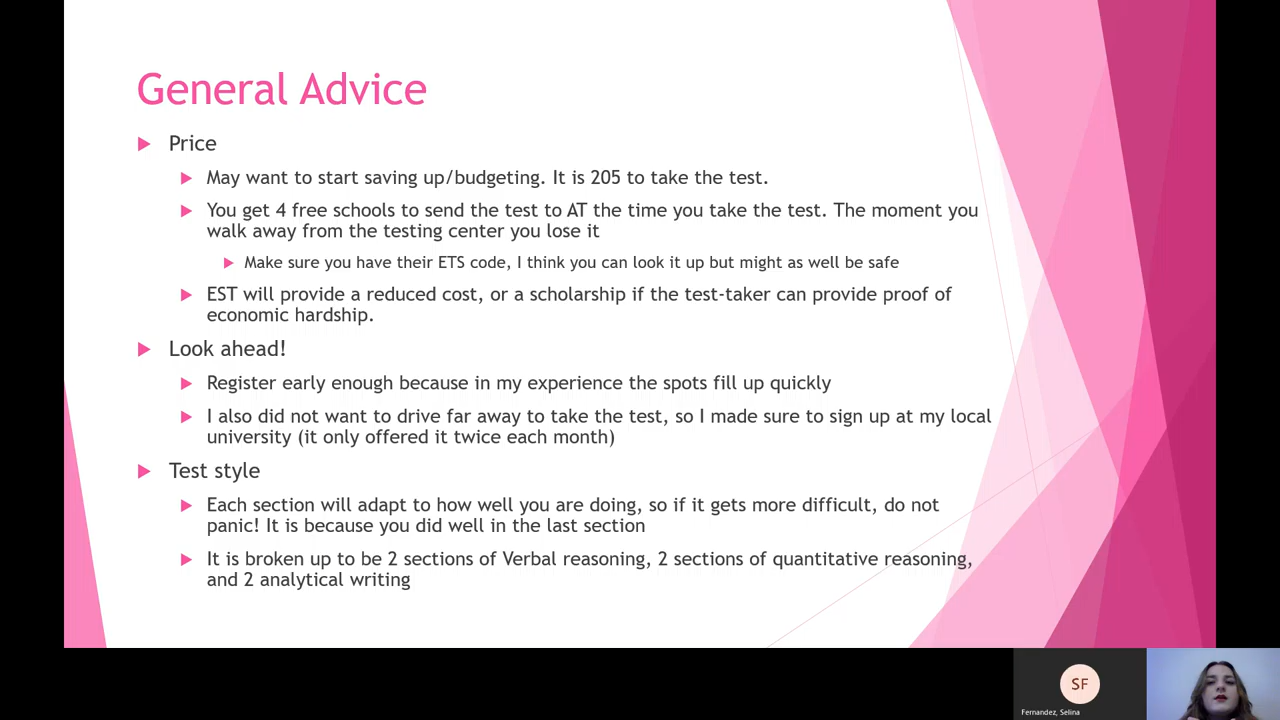 General Advice
Price
May want to start saving up/budgeting. It is 205 to take the test.
You get 4 free schools to send the test to AT the time you take the test. The moment you
walk away from the testing center you lose it
Make sure you have their ETS code, I think you can look it up but might as well be safe
EST will provide a reduced cost, or a scholarship if the test-taker can provide proof of
economic hardship.
Look ahead!
Register early enough because in my experience the spots fill up quickly
I also did not want to drive far away to take the test, so I made sure to sign up at my local
university (it only offered it twice each month)
Test style
Each section will adapt to how well you are doing, so if it gets more difficult, do not
panic! It is because you did well in the last section
It is broken up to be 2 sections of Verbal reasoning, 2 sections of quantitative reasoning,
and 2 analytical writing
SF
Fernandez, Selina